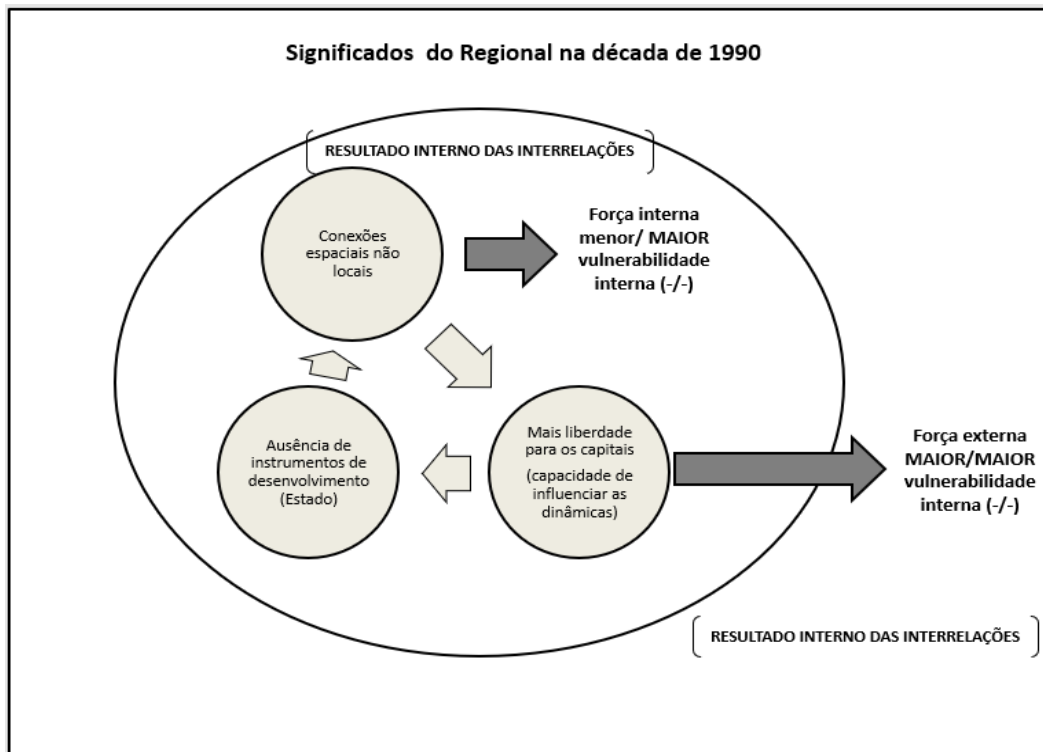 Significados do Regional na década de 1990
RESULTADO INTERNO DAS INTERRELAÇÕES
Conexões
espaciais não
locais
Força interna
menor/ MAIOR
vulnerabilidade
interna (-/-)
Ausência de
instrumentos de
desenvolvimento
(Estado)
Mais liberdade
para os capitais
(capacidade de
influenciar as
dinâmicas)
Força externa
MAIOR/MAIOR
vulnerabilidade
interna (-/-)
RESULTADO INTERNO DAS INTERRELAÇÕES